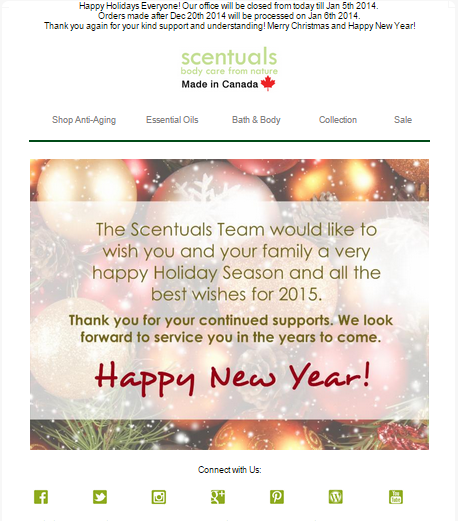 Happy Holidays Everyone! Our office will be closed from today till Jan 5th 2014.
Orders made after Dec 20th 2014 will be processed on Jan 6th 2014.
Thank you again for your kind support and understanding! Merry Christmas and Happy New Year!
scentuals
body care from nature
Made in Canada
Shop Anti-Aging Essential Oils Bath & Body Collection Sale
The Scentuals Team would like to
wish you and your family a very
happy Holiday Season and all the
best wishes for 2015.
Thank you for your continued supports. We look
forward to service you in the years to come.
Happy New Year!
Connect with Us:
You
Tube